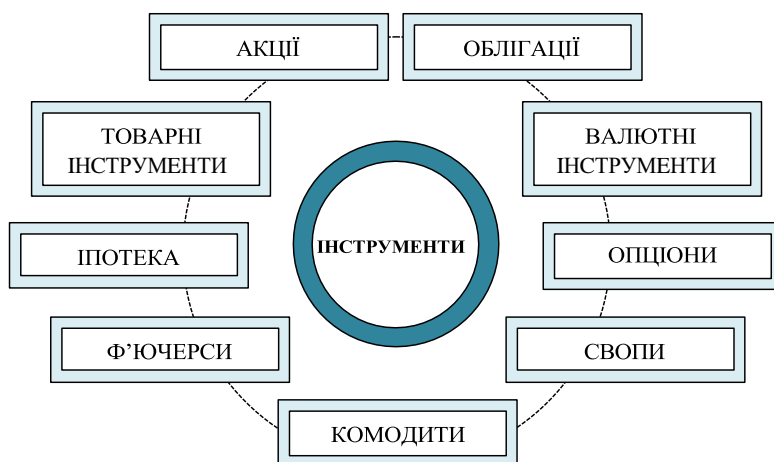 АКЦІЇ
ОБЛІГАЦІЇ
ТОВАРНІ
ІНСТРУМЕНТИ
ВАЛЮТНІ
ІНСТРУМЕНТИ
ІПОТЕКА
ІНСТРУМЕНТИ
ОПЦІОНИ
Ф’ЮЧЕРСИ
СВОПИ
КОМОДИТИ